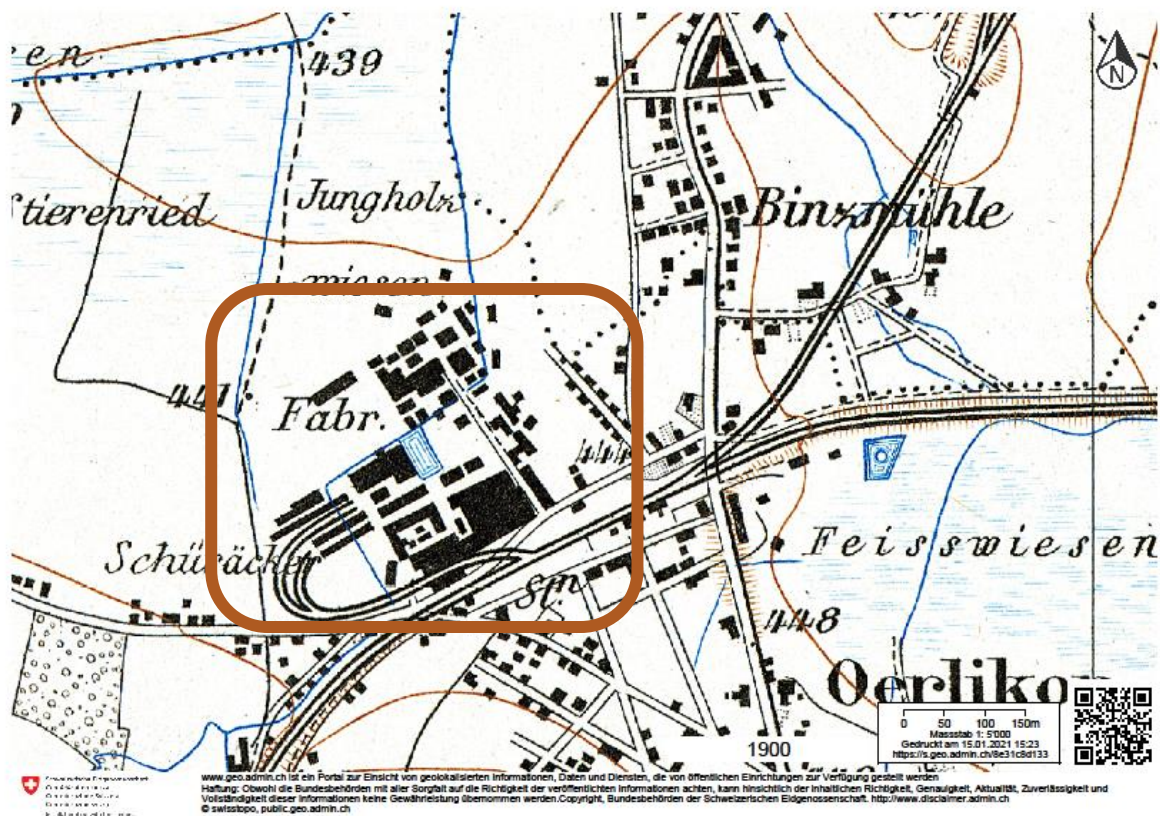 en
439
Stierenried
Jungholz
wiesen
Binzmühle
441
Fabr.
444
Schüräcker
Feisswiesen
Stn
448
Oerlikon
0 50 100 150m
Massstab 1: 5'000
Gedruckt am 15.01.2021 15:23
https://s.geo.admin.ch/8e31c8d133
1900
N
www.geo.admin.ch ist ein Portal zur Einsicht von geolokalisierten Informationen, Daten und Diensten, die von öffentlichen Einrichtungen zur Verfügung gestellt werden
Haftung: Obwohl die Bundesbehörden mit aller Sorgfalt auf die Richtigkeit der veröffentlichten Informationen achten, kann hinsichtlich der inhaltlichen Richtigkeit, Genauigkeit, Aktualität, Zuverlässigkeit und
Vollständigkeit dieser Informationen keine Gewährleistung übernommen werden.Copyright, Bundesbehörden der Schweizerischen Eidgenossenschaft. http://www.disclaimer.admin.ch
© swisstopo, public.geo.admin.ch